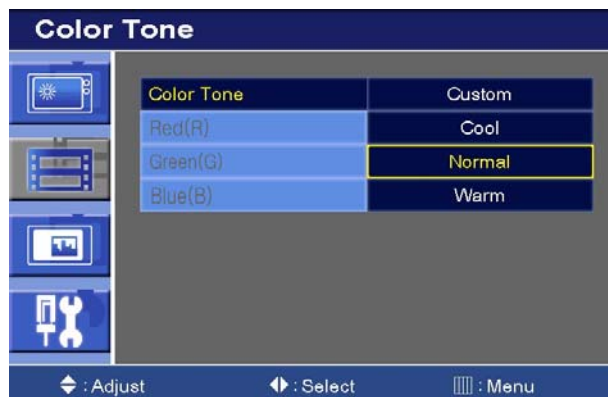 Color Tone
Color Tone Custom
Red(R) Cool
Green(G) Normal
Blue(B) Warm
: Adjust : Select : Menu